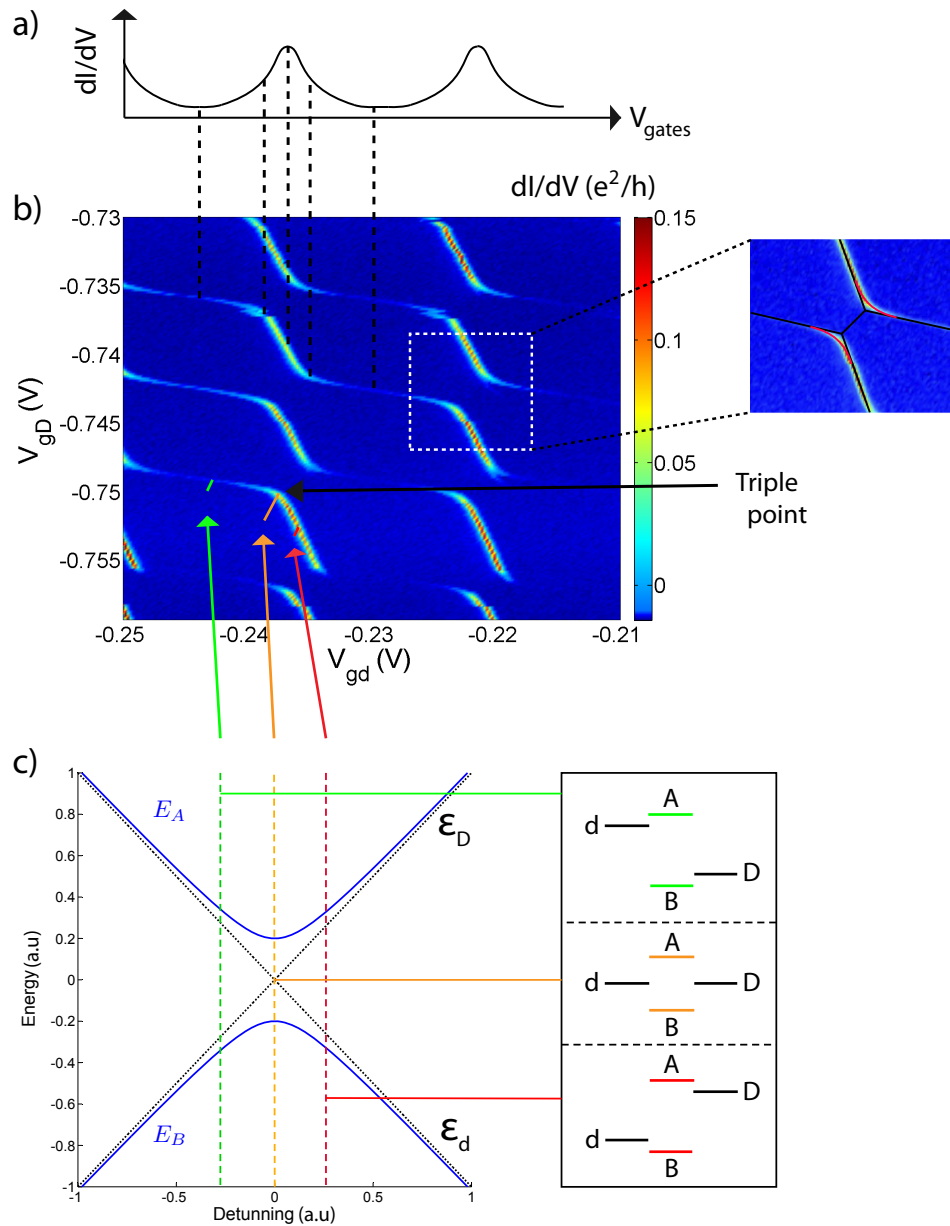 a)
dI/dV
V_gates
b)
dI/dV (e²/h)
-0.73
-0.735
-0.74
-0.745
-0.75
-0.755
V_gD (V)
-0.25
-0.24
-0.23
-0.22
-0.21
V_gd (V)
0.15
0.1
0.05
0
Triple
point
c)
1
0.8
0.6
0.4
0.2
0
-0.2
-0.4
-0.6
-0.8
-1
Energy (a.u)
-1
-0.5
0
0.5
1
Detunning (a.u)
E_A
E_B
ε_D
ε_d
A
d
D
B
A
d
D
B
A
D
d
B